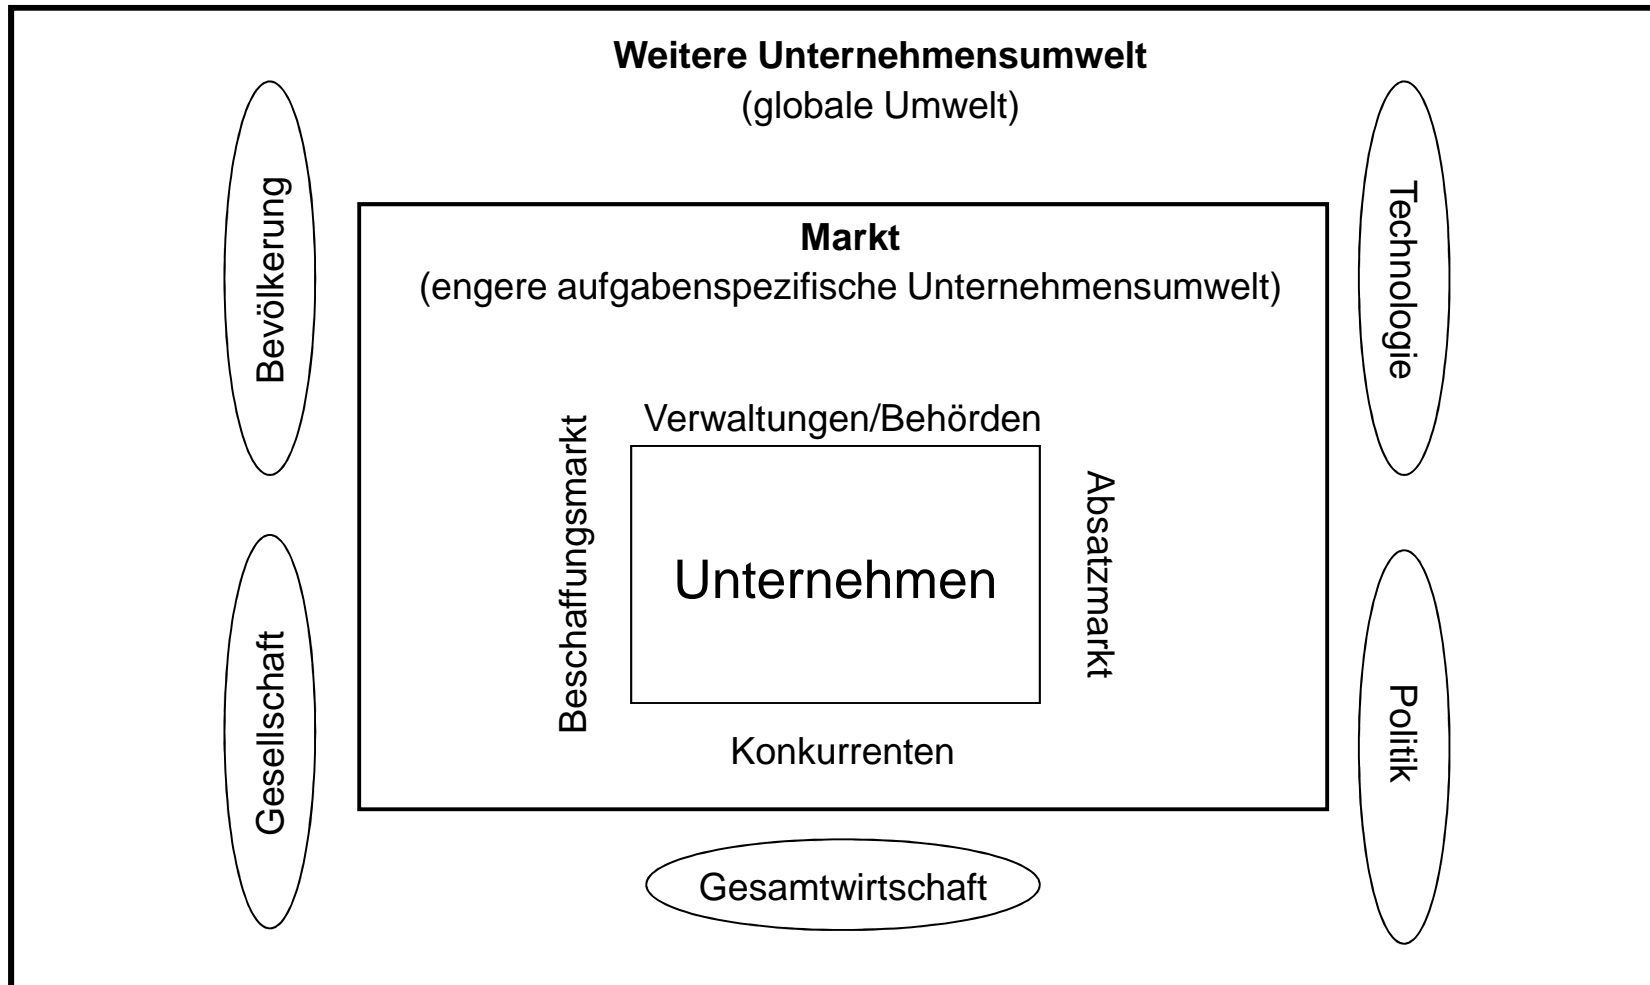 Weitere Unternehmensumwelt
(globale Umwelt)
Bevölkerung
Technologie
Markt
(engere aufgabenspezifische Unternehmensumwelt)
Verwaltungen/Behörden
Beschaffungsmarkt
Unternehmen
Absatzmarkt
Konkurrenten
Gesellschaft
Politik
Gesamtwirtschaft